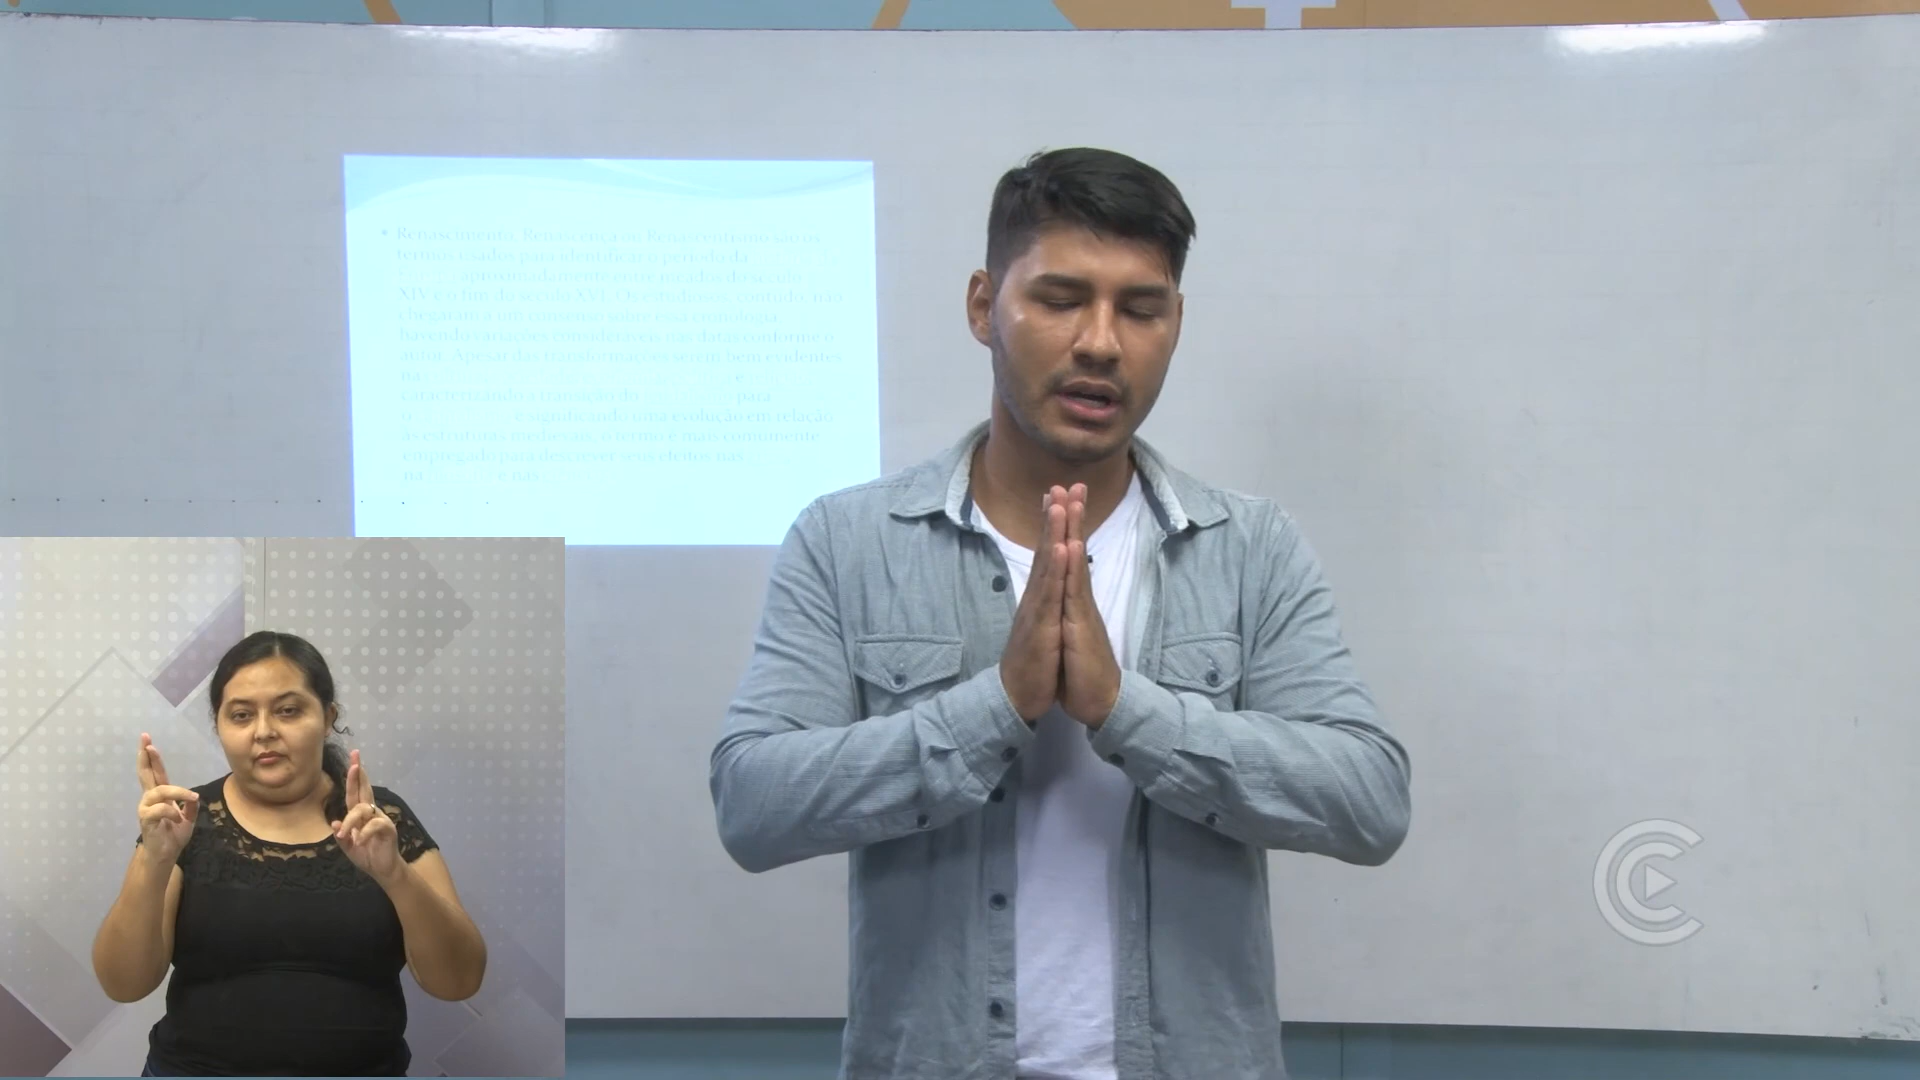 • Renascimento, Renascença ou Renascentismo são os
termos usados para identificar o período da
aproximadamente entre meados do século
XIV e o fim do século XVI. Os estudiosos, contudo, não
chegaram a um consenso sobre essa cronologia,
havendo variações consideráveis nas datas conforme o
autor. Apesar das transformações serem bem evidentes
na e
caracterizando a transição do para
o e significando uma evolução em relação
às estruturas medievais, o termo é mais comumente
empregado para descrever seus efeitos nas
na e nas